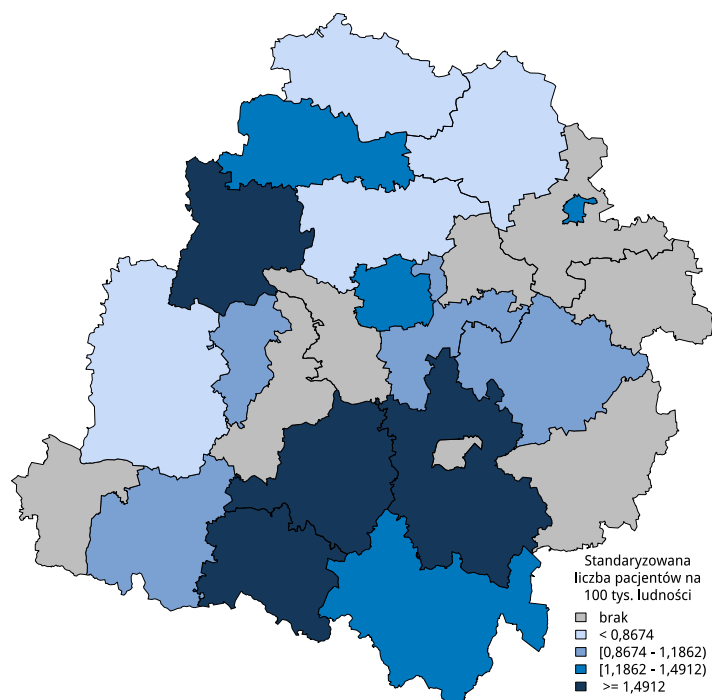 Standaryzowana
liczba pacjentów na
100 tys. ludności
brak
< 0,8674
[0,8674 - 1,1862)
[1,1862 - 1,4912)
>= 1,4912